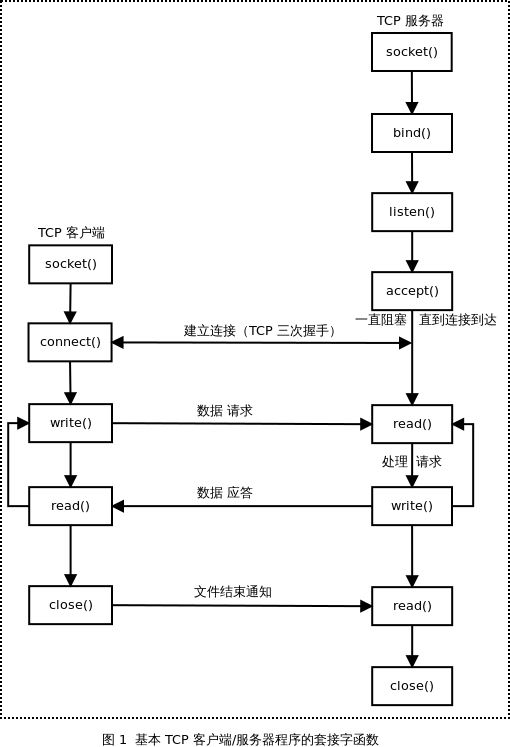 TCP 服务器
socket()
bind()
listen()
TCP 客户端
socket()
accept()
一直阻塞 直到连接到达
建立连接（TCP 三次握手）
connect()
数据 请求
write()
read()
处理 请求
数据 应答
read()
write()
文件结束通知
close()
read()
close()
图 1 基本 TCP 客户端/服务器程序的套接字函数